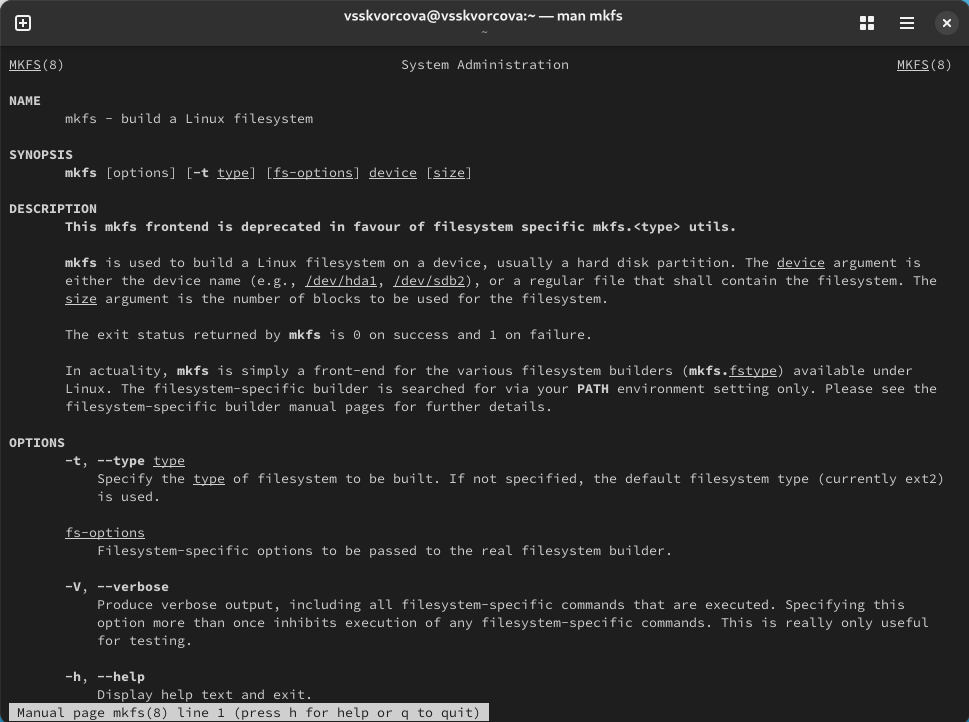 vsskvorcova@vsskvorcova:~ — man mkfs
~
MKFS(8) System Administration MKFS(8)
NAME
mkfs - build a Linux filesystem
SYNOPSIS
mkfs [options] [-t type] [fs-options] device [size]
DESCRIPTION
This mkfs frontend is deprecated in favour of filesystem specific mkfs.<type> utils.
mkfs is used to build a Linux filesystem on a device, usually a hard disk partition. The device argument is
either the device name (e.g., /dev/hda1, /dev/sdb2), or a regular file that shall contain the filesystem. The
size argument is the number of blocks to be used for the filesystem.
The exit status returned by mkfs is 0 on success and 1 on failure.
In actuality, mkfs is simply a front-end for the various filesystem builders (mkfs.fstype) available under
Linux. The filesystem-specific builder is searched for via your PATH environment setting only. Please see the
filesystem-specific builder manual pages for further details.
OPTIONS
-t, --type type
Specify the type of filesystem to be built. If not specified, the default filesystem type (currently ext2)
is used.
fs-options
Filesystem-specific options to be passed to the real filesystem builder.
-V, --verbose
Produce verbose output, including all filesystem-specific commands that are executed. Specifying this
option more than once inhibits execution of any filesystem-specific commands. This is really only useful
for testing.
-h, --help
Display help text and exit.
Manual page mkfs(8) line 1 (press h for help or q to quit)